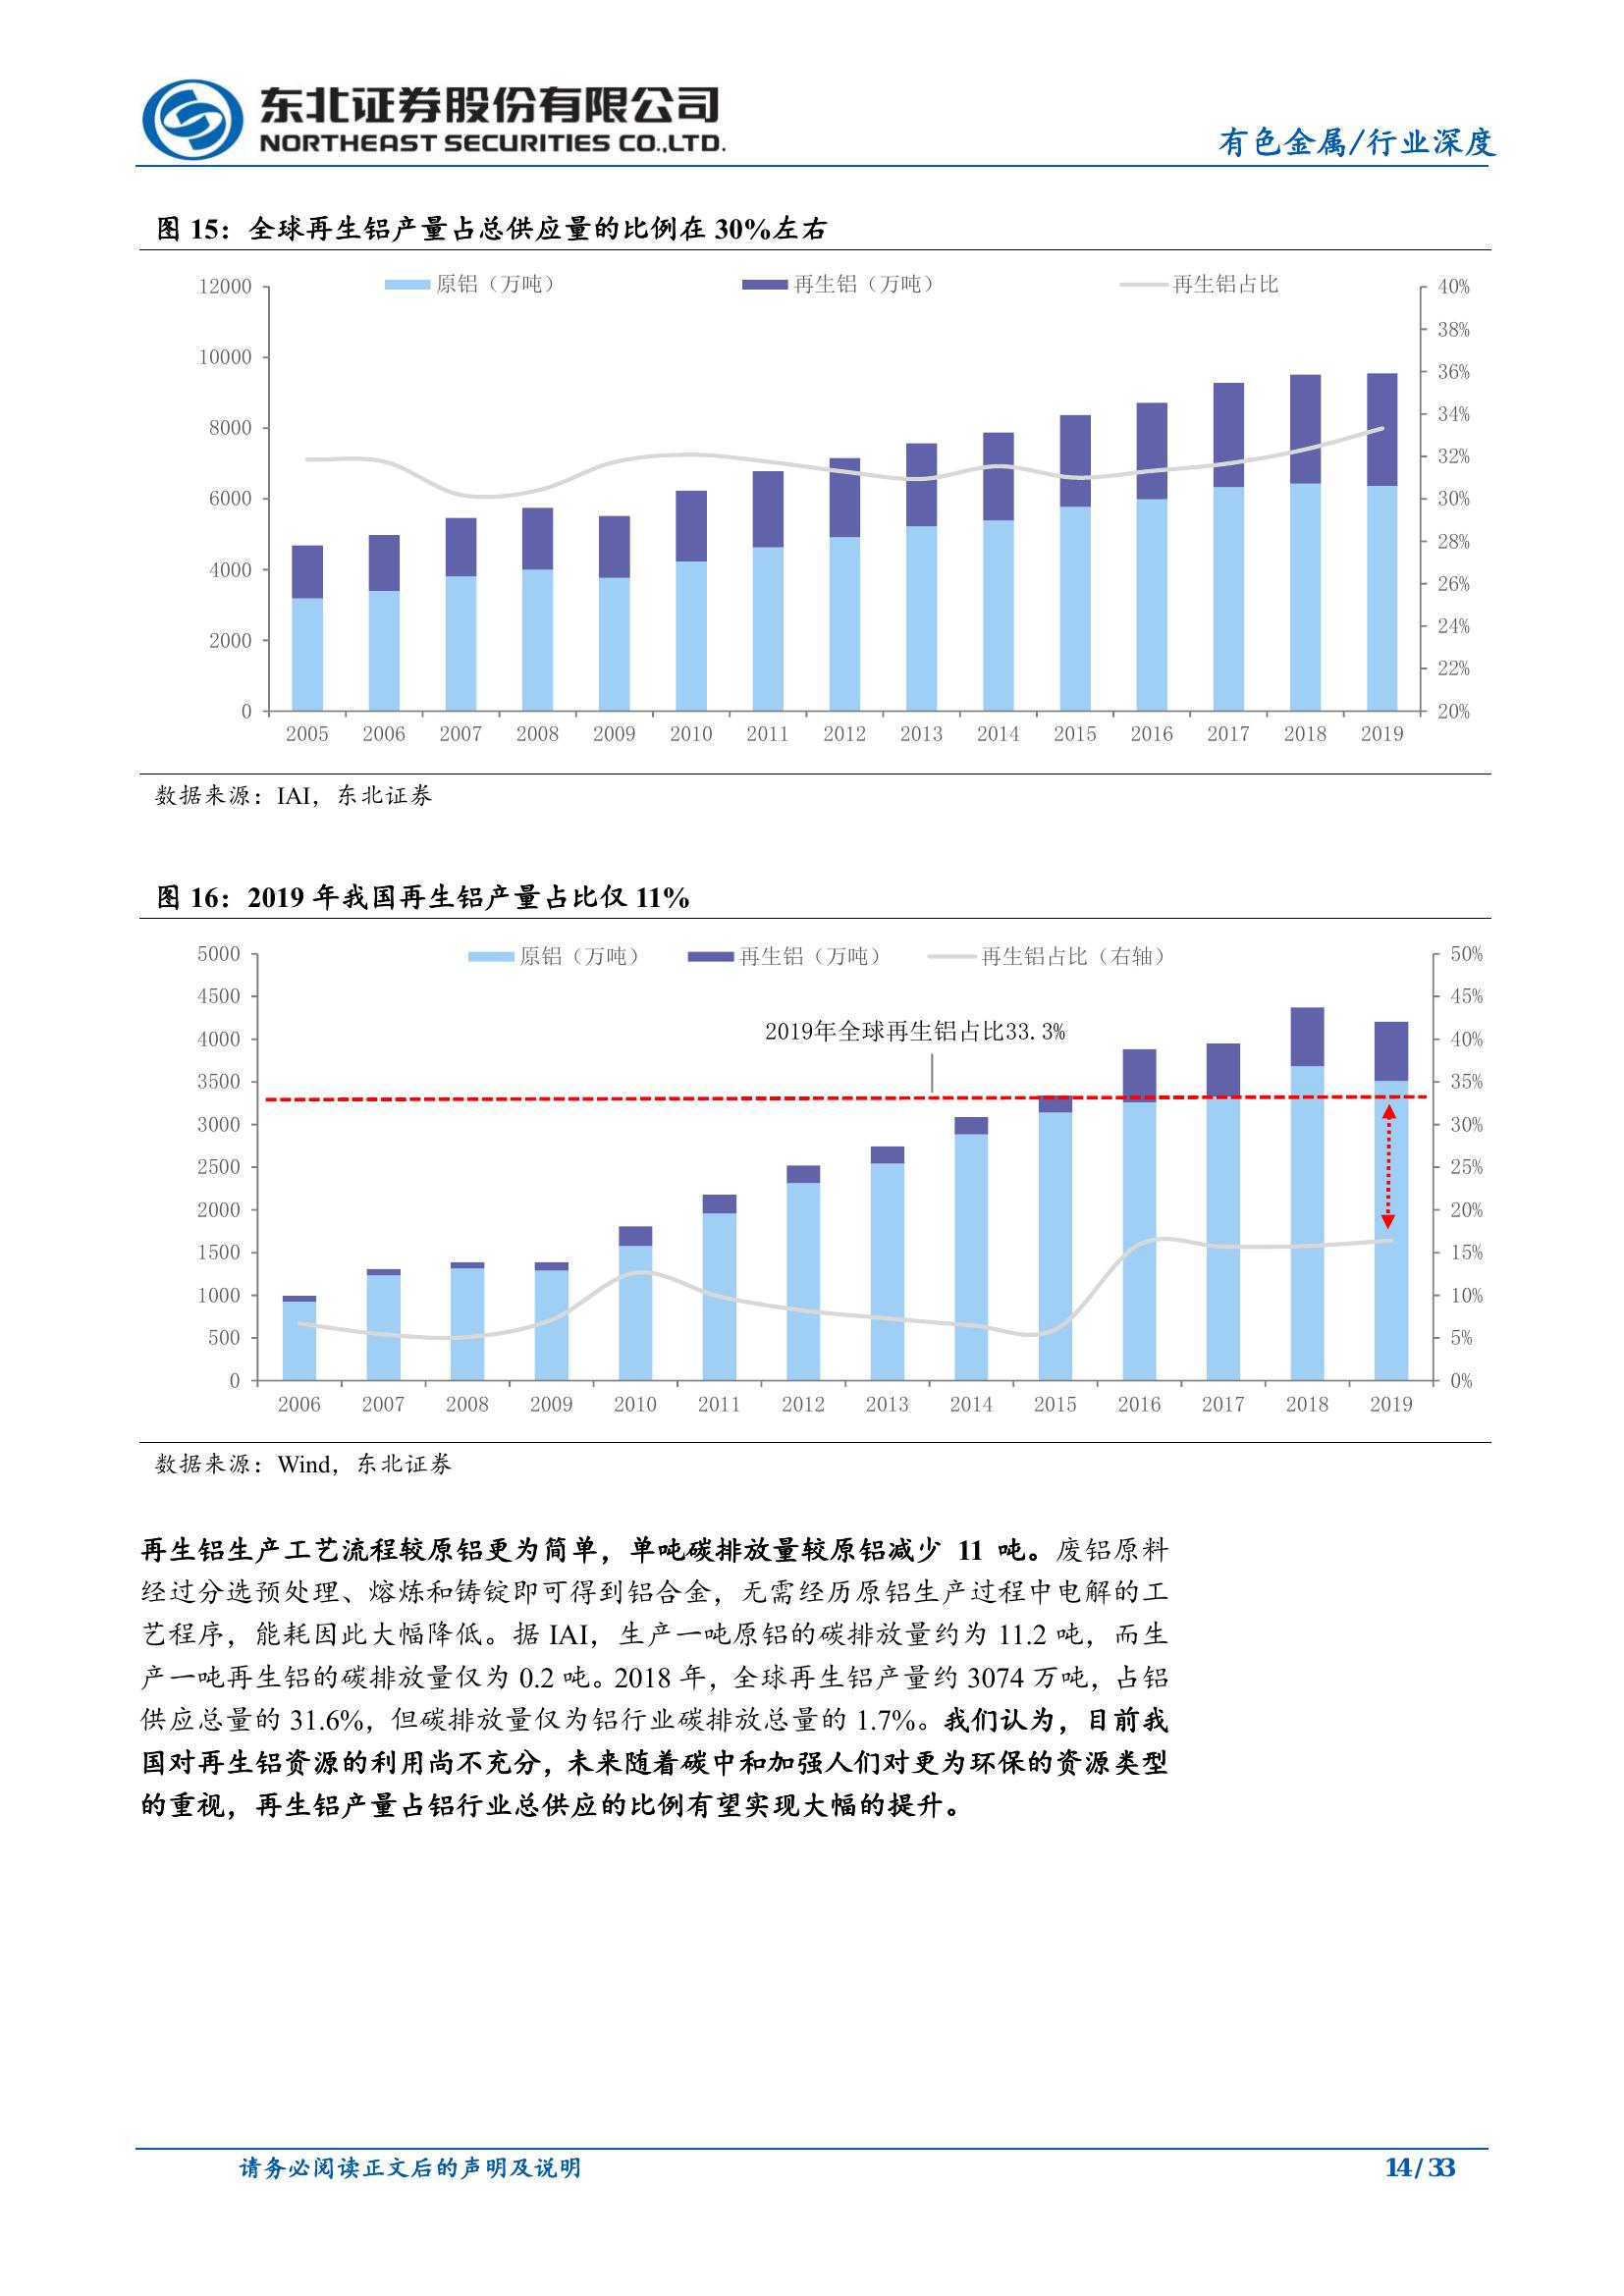 东北证券股份有限公司
NORTHEAST SECURITIES CO.,LTD.
有色金属/行业深度
图 15：全球再生铝产量占总供应量的比例在 30%左右
原铝（万吨） 再生铝（万吨） 再生铝占比
12000 40%
38%
10000 36%
34%
8000
32%
6000 30%
28%
4000
26%
24%
2000
22%
0 20%
2005 2006 2007 2008 2009 2010 2011 2012 2013 2014 2015 2016 2017 2018 2019
数据来源：IAI，东北证券
图 16：2019 年我国再生铝产量占比仅 11%
5000 原铝（万吨） 再生铝（万吨） 再生铝占比（右轴） 50%
4500 45%
2019年全球再生铝占比33.3%
4000 40%
3500 35%
3000 30%
2500 25%
2000 20%
1500 15%
1000 10%
500 5%
0 0%
2006 2007 2008 2009 2010 2011 2012 2013 2014 2015 2016 2017 2018 2019
数据来源：Wind，东北证券
再生铝生产工艺流程较原铝更为简单，单吨碳排放量较原铝减少 11 吨。废铝原料
经过分选预处理、熔炼和铸锭即可得到铝合金，无需经历原铝生产过程中电解的工
艺程序，能耗因此大幅降低。据 IAI，生产一吨原铝的碳排放量约为 11.2 吨，而生
产一吨再生铝的碳排放量仅为 0.2 吨。2018 年，全球再生铝产量约 3074 万吨，占铝
供应总量的 31.6%，但碳排放量仅为铝行业碳排放总量的 1.7%。我们认为，目前我
国对再生铝资源的利用尚不充分，未来随着碳中和加强人们对更为环保的资源类型
的重视，再生铝产量占铝行业总供应的比例有望实现大幅的提升。
请务必阅读正文后的声明及说明
14 / 33